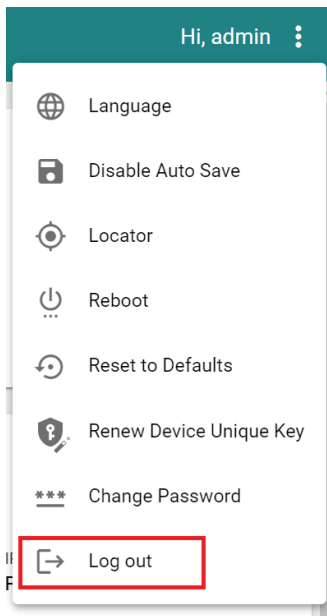 Hi, admin
Language
Disable Auto Save
Locator
Reboot
Reset to Defaults
Renew Device Unique Key
Change Password
Log out